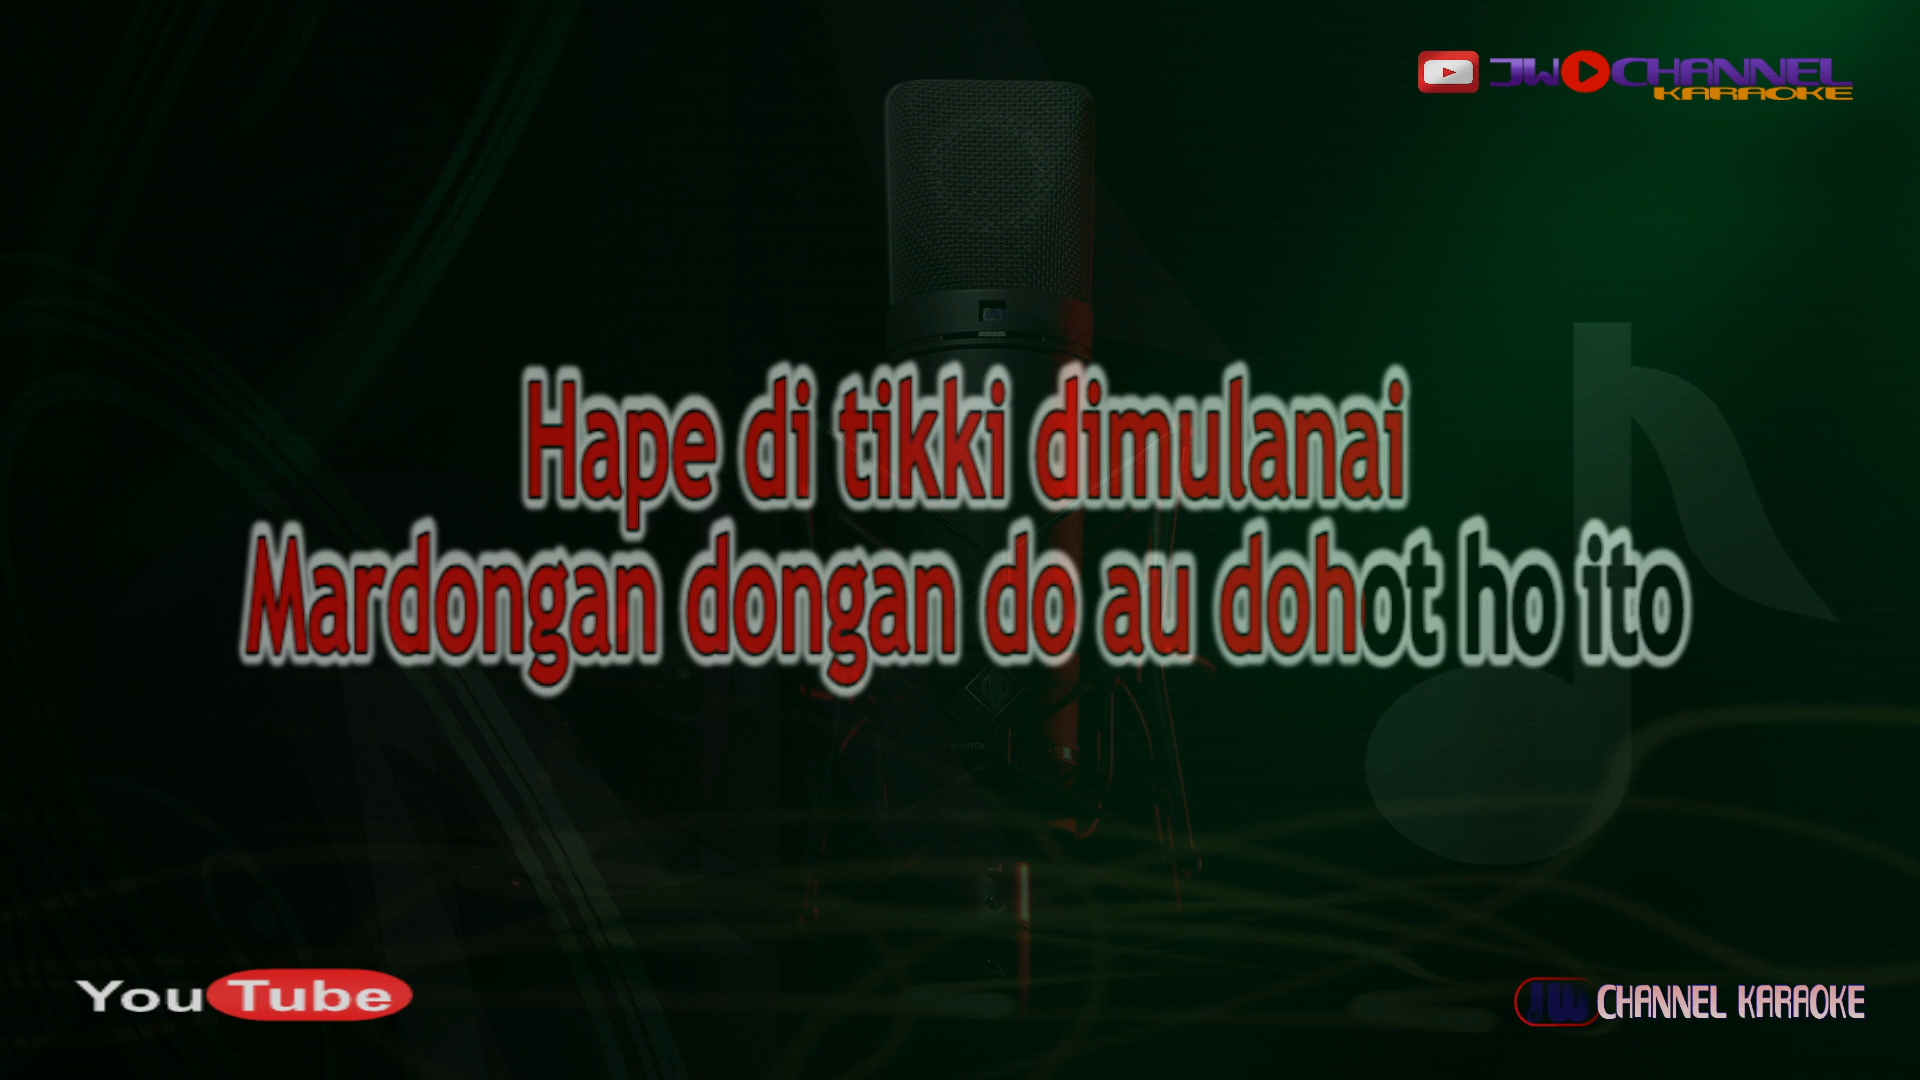 JW CHANNEL
KARAOKE
Hape di tikki dimulanai
Mardongan dongan do au dohot ho ito
YouTube
JW CHANNEL KARAOKE